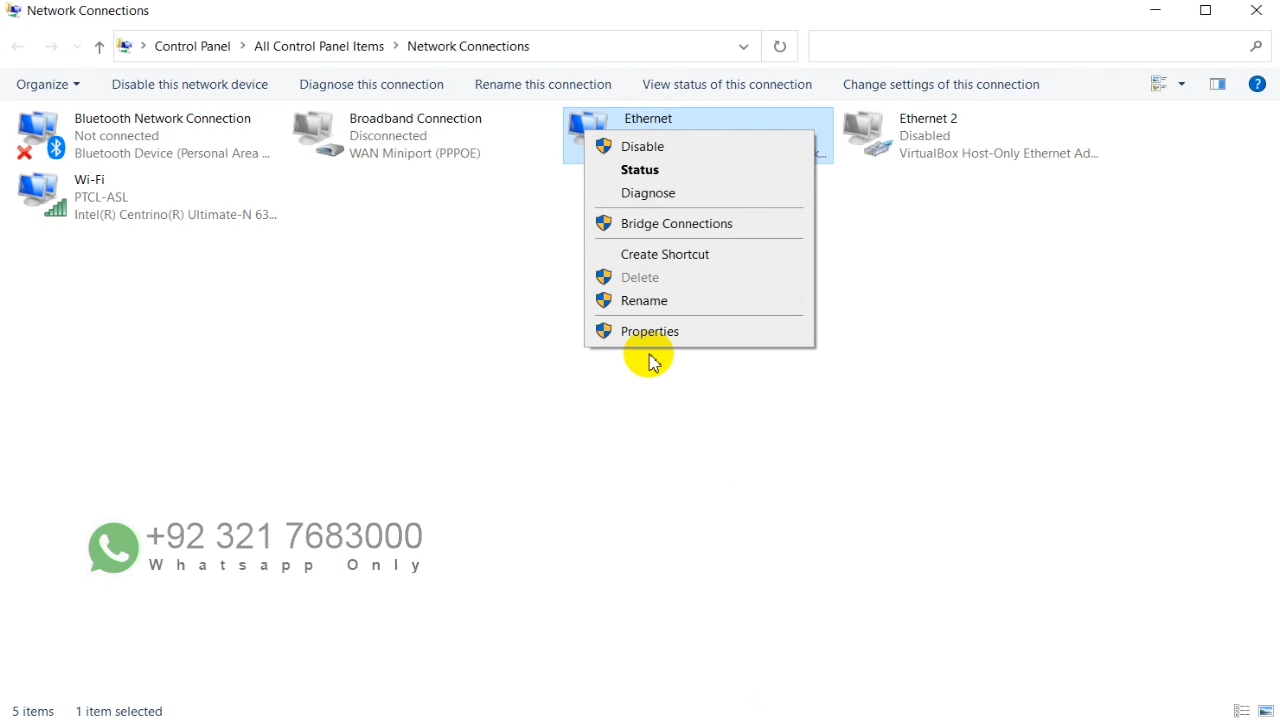 Network Connections
Control Panel > All Control Panel Items > Network Connections
Organize Disable this network device Diagnose this connection Rename this connection View status of this connection Change settings of this connection
Bluetooth Network Connection
Not connected
Bluetooth Device (Personal Area ...
Broadband Connection
Disconnected
WAN Miniport (PPPOE)
Ethernet
k...
Ethernet 2
Disabled
VirtualBox Host-Only Ethernet Ad...
Wi-Fi
PTCL-ASL
Intel(R) Centrino(R) Ultimate-N 63...
Disable
Status
Diagnose
Bridge Connections
Create Shortcut
Delete
Rename
Properties
+92 321 7683000
Whatsapp Only
5 items 1 item selected